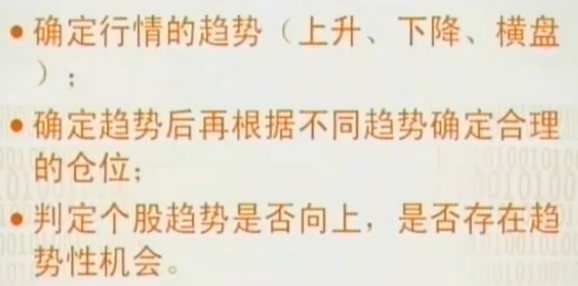 • 确定行情的趋势（上升、下降、横盘
）；
• 确定趋势后再根据不同趋势确定合理
的仓位；
• 判定个股趋势是否向上，是否存在趋
势性机会。